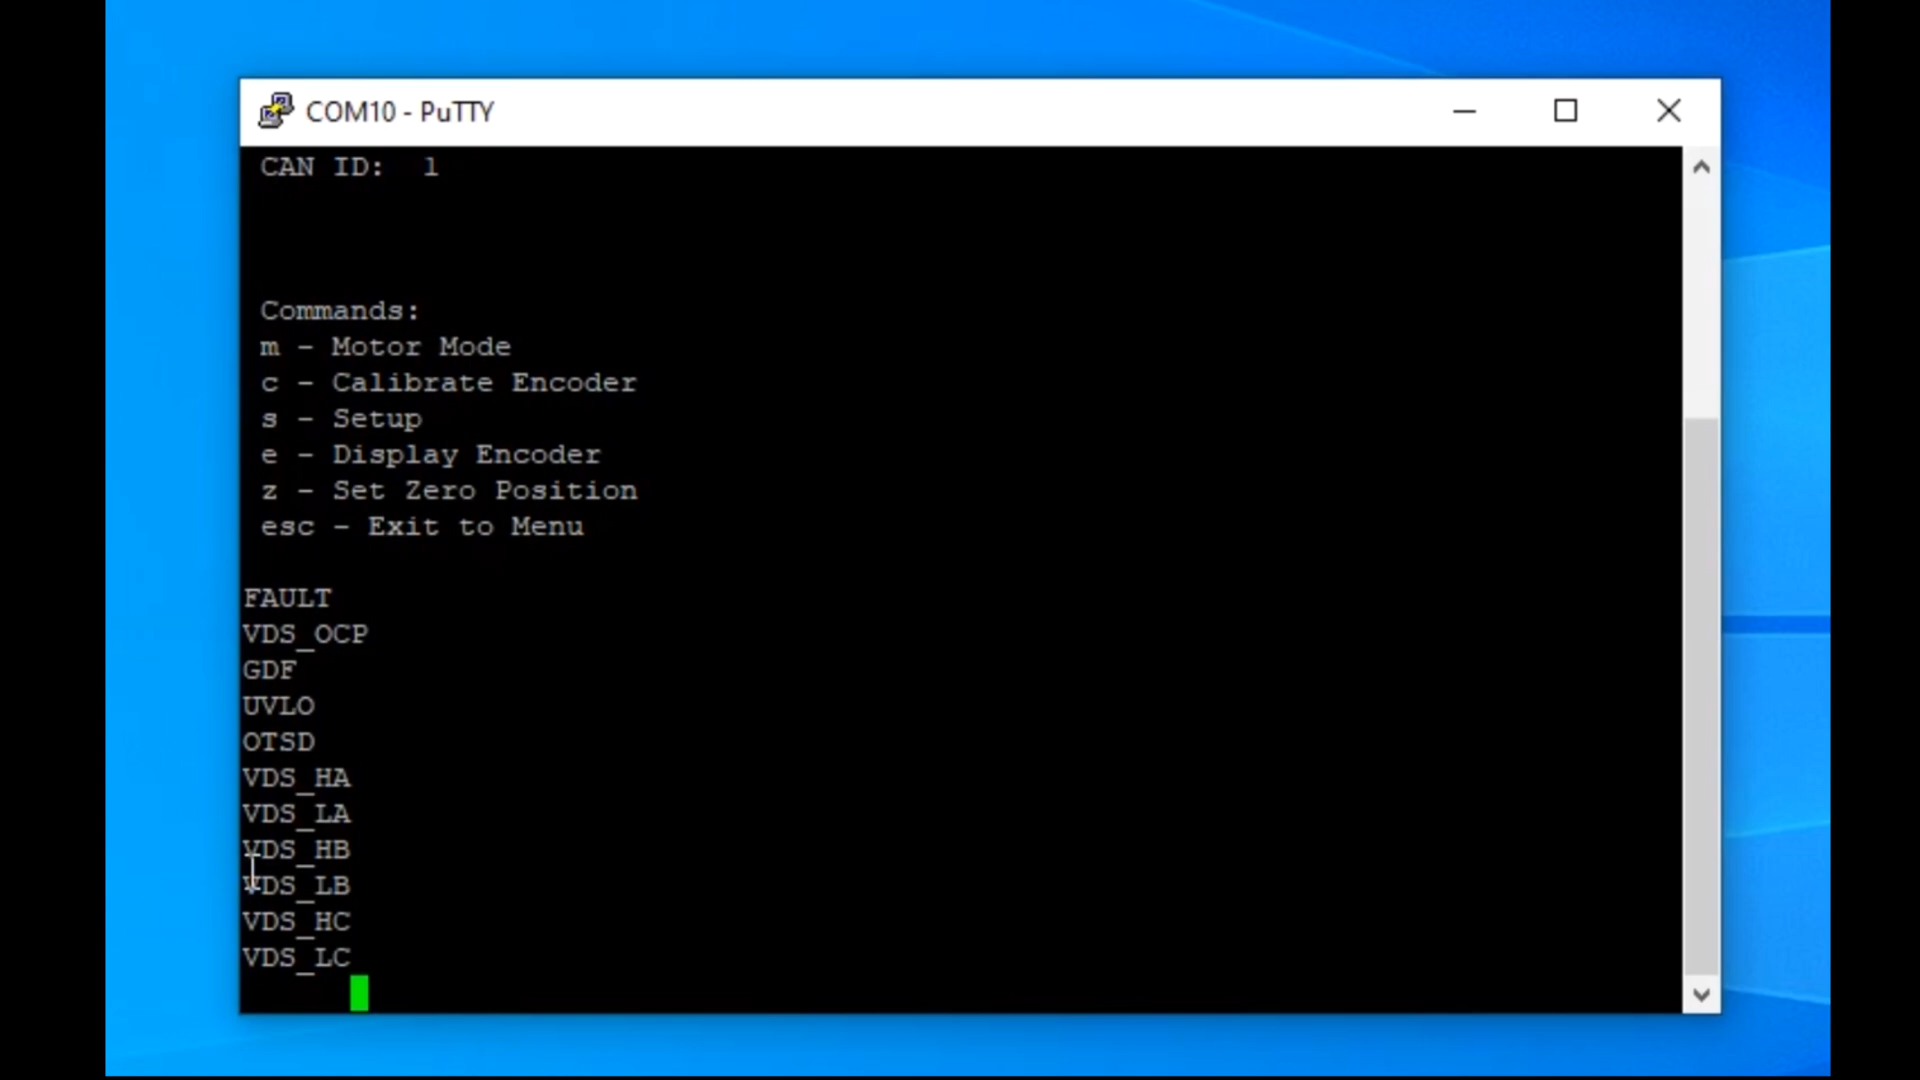 COM10 - PuTTY
CAN ID:  1
Commands:
m - Motor Mode
c - Calibrate Encoder
s - Setup
e - Display Encoder
z - Set Zero Position
esc - Exit to Menu
FAULT
VDS_OCP
GDF
UVLO
OTSD
VDS_HA
VDS_LA
VDS_HB
VDS_LB
VDS_HC
VDS_LC